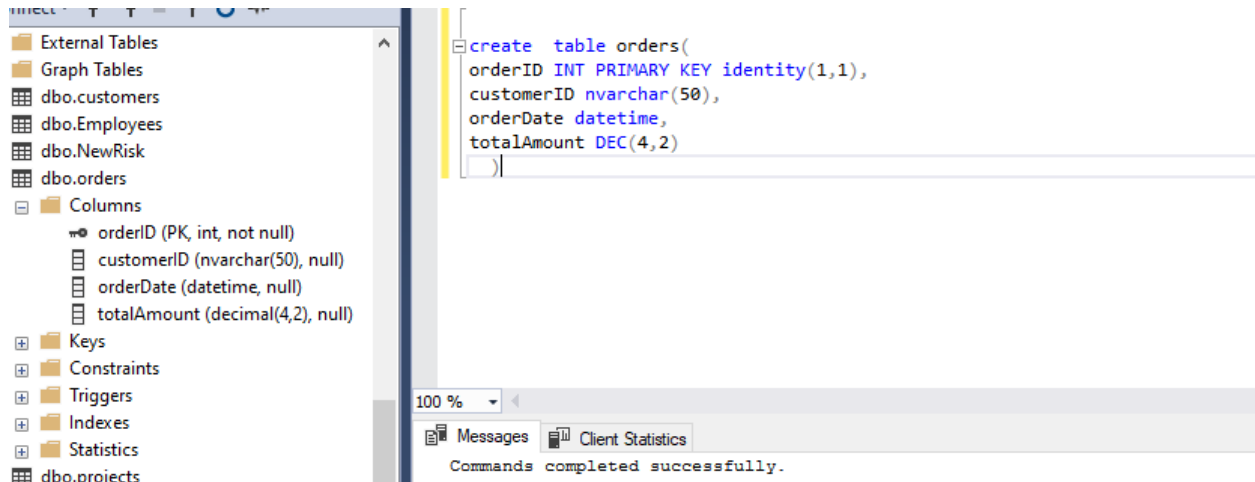 External Tables
Graph Tables
dbo.customers
dbo.Employees
dbo.NewRisk
dbo.orders
Columns
orderID (PK, int, not null)
customerID (nvarchar(50), null)
orderDate (datetime, null)
totalAmount (decimal(4,2), null)
Keys
Constraints
Triggers
Indexes
Statistics
dbo.projects
create  table orders(
orderID INT PRIMARY KEY identity(1,1),
customerID nvarchar(50),
orderDate datetime,
totalAmount DEC(4,2)
)
100 %
Messages Client Statistics
Commands completed successfully.